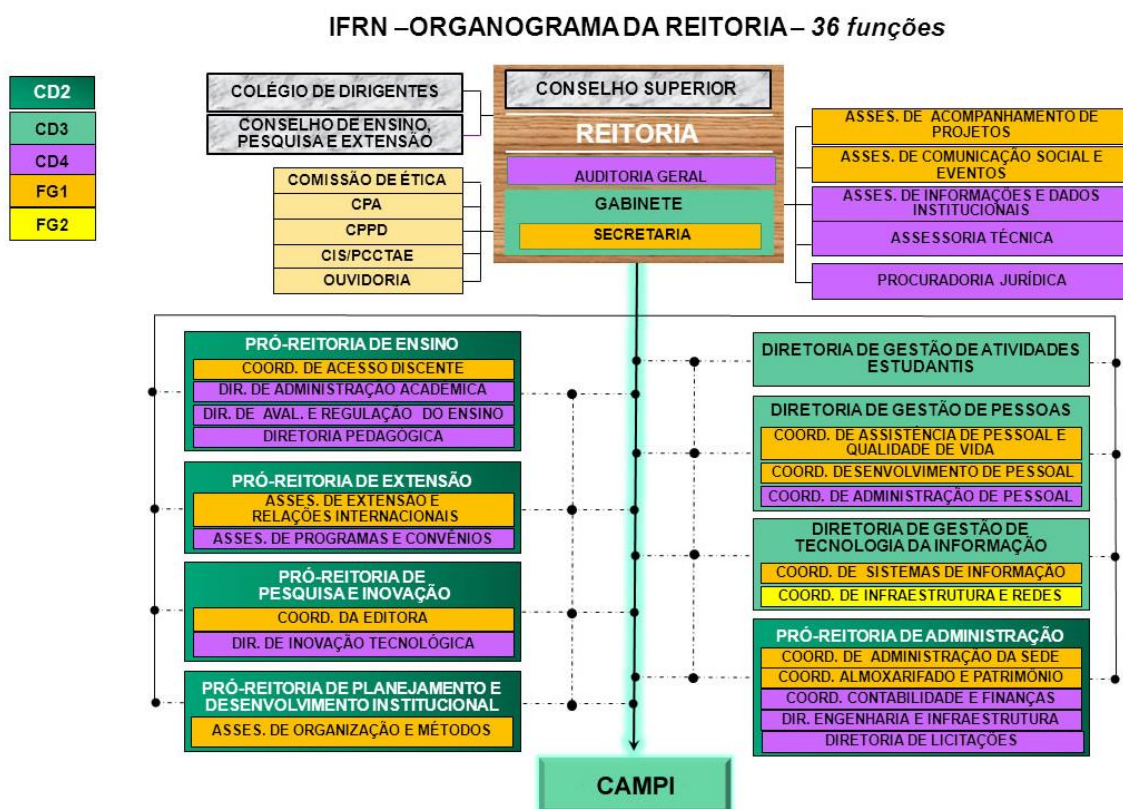 IFRN –ORGANOGRAMA DA REITORIA – 36 funções
CD2
CD3
CD4
FG1
FG2
COLÉGIO DE DIRIGENTES
CONSELHO DE ENSINO,
PESQUISA E EXTENSÃO
CONSELHO SUPERIOR
REITORIA
AUDITORIA GERAL
GABINETE
SECRETARIA
COMISSÃO DE ÉTICA
CPA
CPPD
CIS/PCCTAE
OUVIDORIA
ASSES. DE ACOMPANHAMENTO DE
PROJETOS
ASSES. DE COMUNICAÇÃO SOCIAL E
EVENTOS
ASSES. DE INFORMAÇÕES E DADOS
INSTITUCIONAIS
ASSESSORIA TÉCNICA
PROCURADORIA JURÍDICA
PRÓ-REITORIA DE ENSINO
COORD. DE ACESSO DISCENTE
DIR. DE ADMINISTRAÇÃO ACADÊMICA
DIR. DE AVAL. E REGULAÇÃO DO ENSINO
DIRETORIA PEDAGÓGICA
PRÓ-REITORIA DE EXTENSÃO
ASSES. DE EXTENSÃO E
RELAÇÕES INTERNACIONAIS
ASSES. DE PROGRAMAS E CONVÊNIOS
PRÓ-REITORIA DE
PESQUISA E INOVAÇÃO
COORD. DA EDITORA
DIR. DE INOVAÇÃO TECNOLÓGICA
PRÓ-REITORIA DE PLANEJAMENTO E
DESENVOLVIMENTO INSTITUCIONAL
ASSES. DE ORGANIZAÇÃO E MÉTODOS
DIRETORIA DE GESTÃO DE ATIVIDADES
ESTUDANTIS
DIRETORIA DE GESTÃO DE PESSOAS
COORD. DE ASSISTÊNCIA DE PESSOAL E
QUALIDADE DE VIDA
COORD. DESENVOLVIMENTO DE PESSOAL
COORD. DE ADMINISTRAÇÃO DE PESSOAL
DIRETORIA DE GESTÃO DE
TECNOLOGIA DA INFORMAÇÃO
COORD. DE SISTEMAS DE INFORMAÇÃO
COORD. DE INFRAESTRUTURA E REDES
PRÓ-REITORIA DE ADMINISTRAÇÃO
COORD. DE ADMINISTRAÇÃO DA SEDE
COORD. ALMOXARIFADO E PATRIMÔNIO
COORD. CONTABILIDADE E FINANÇAS
DIR. ENGENHARIA E INFRAESTRUTURA
DIRETORIA DE LICITAÇÕES
CAMPI